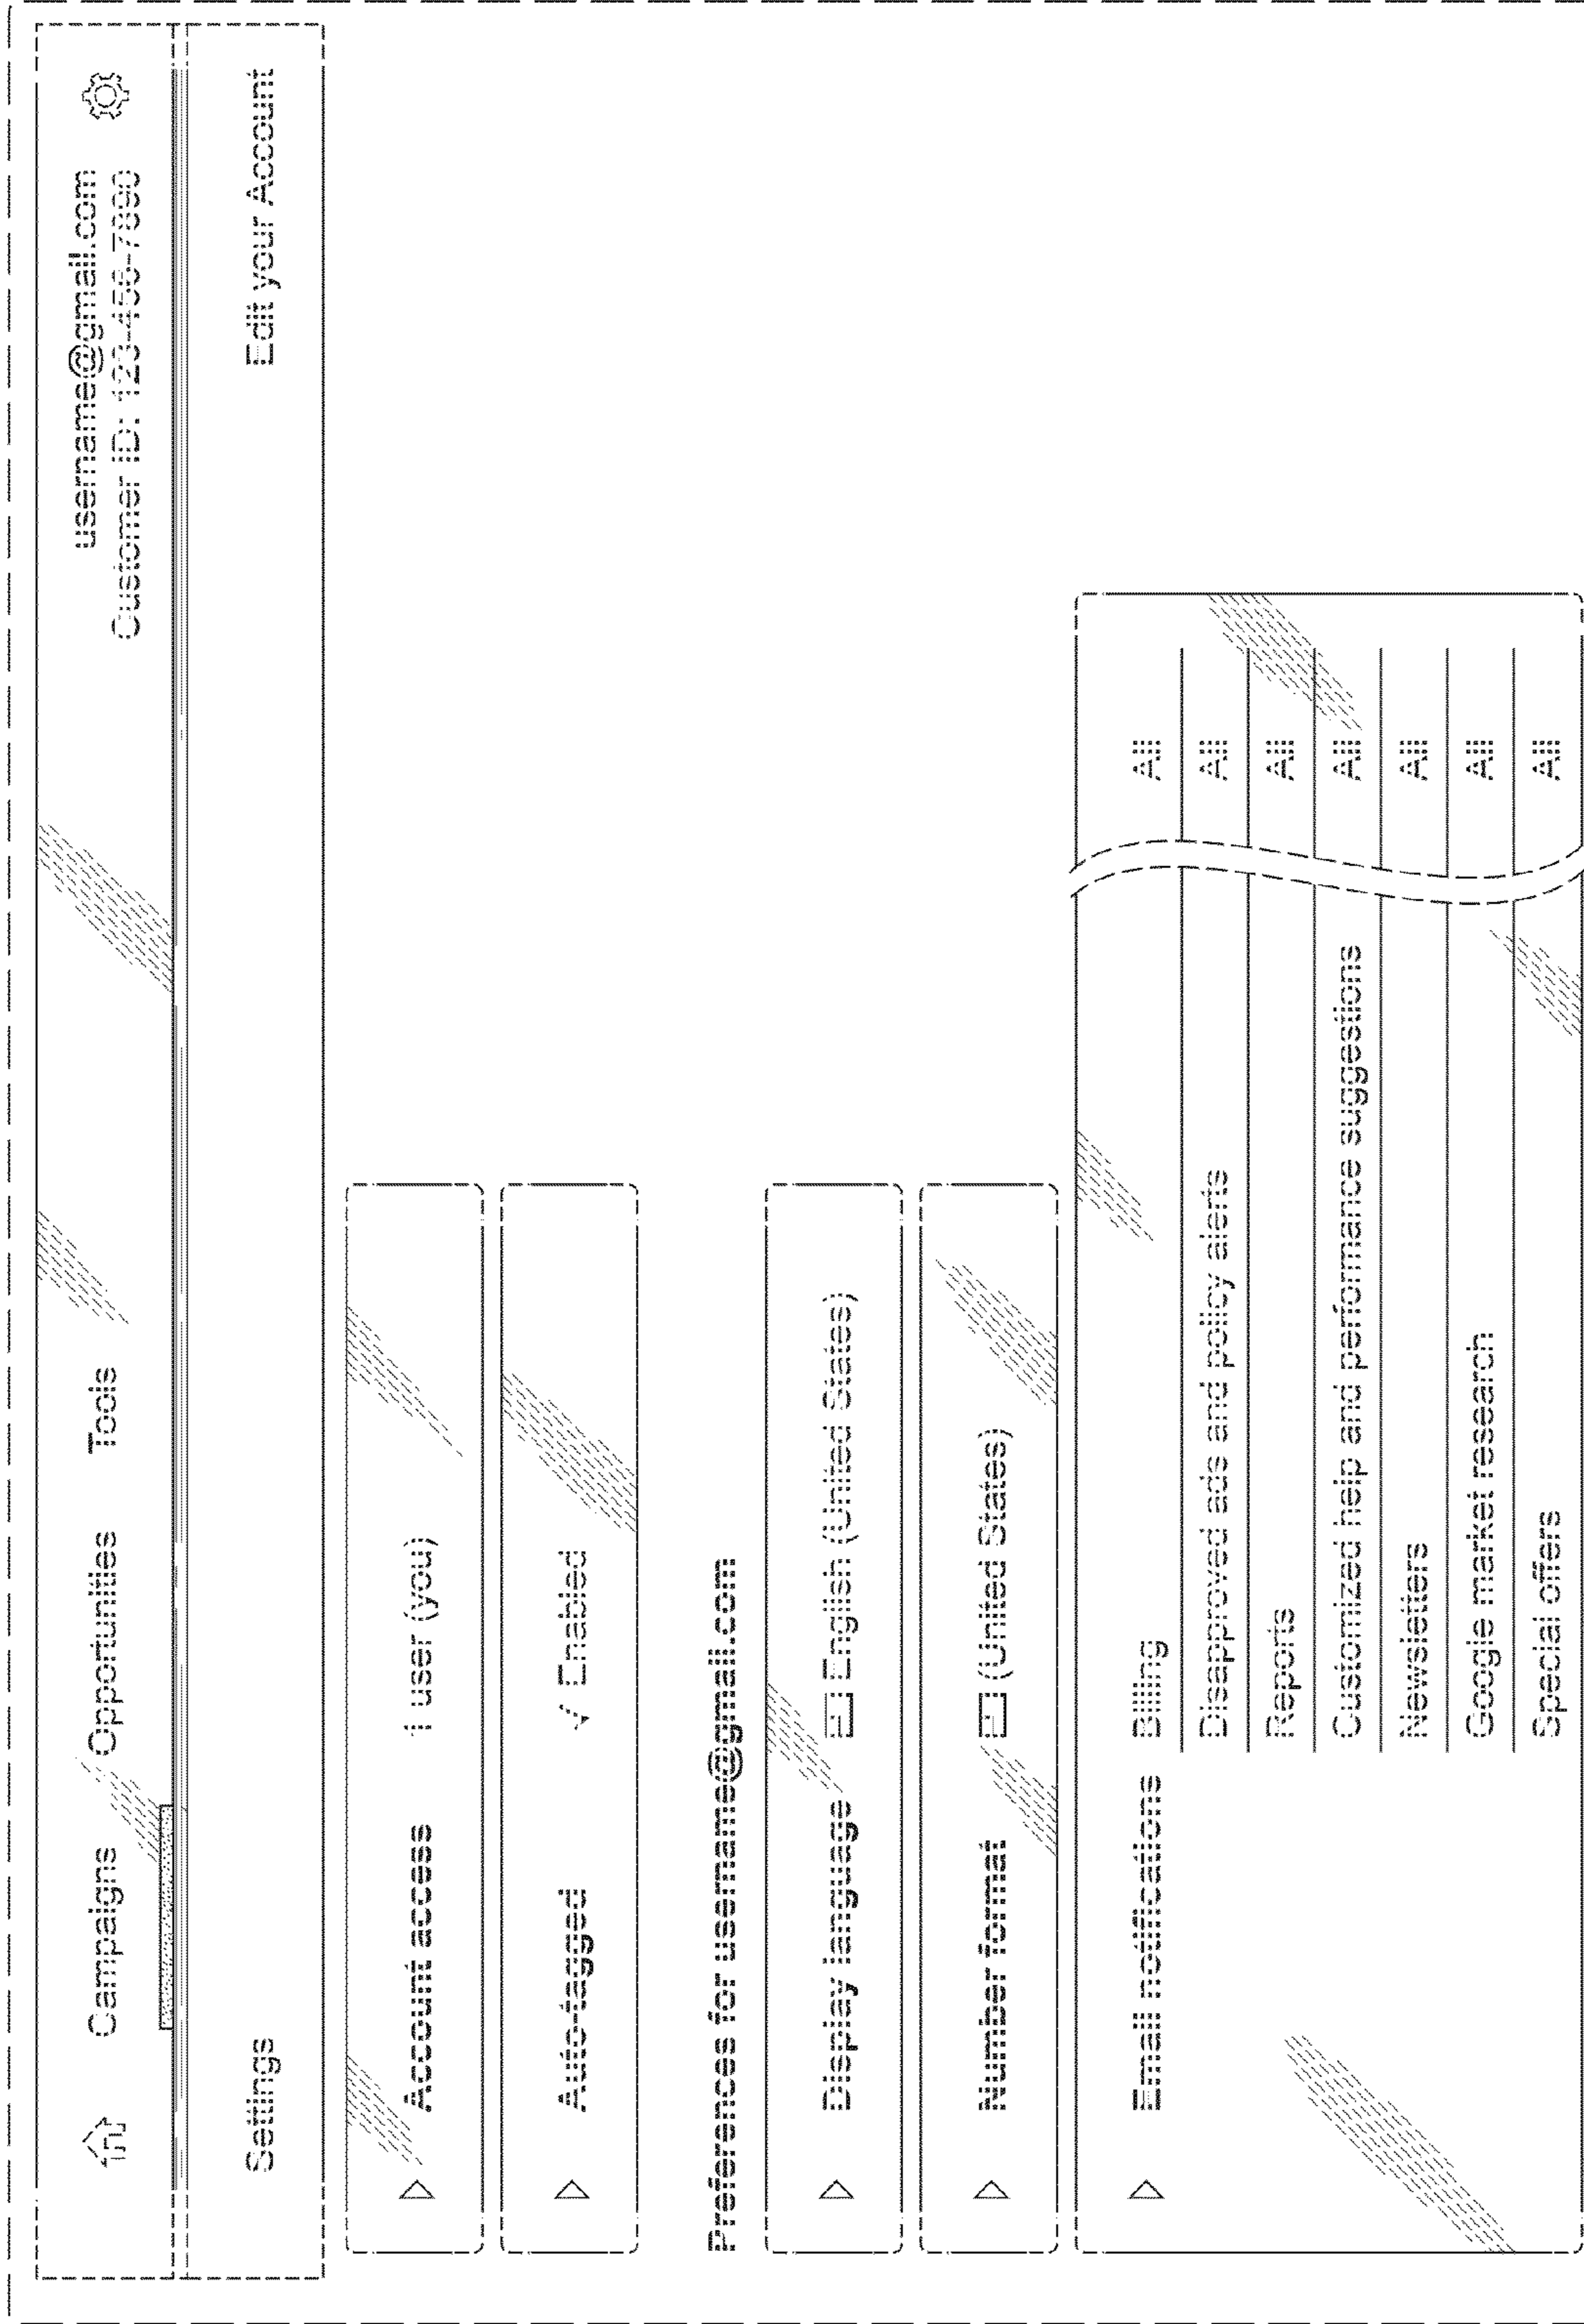 Campaigns Opportunities Tools username@gmail.com
Customer ID: 123-456-7890
Settings Edit your Account
Account access 1 user (you)
Auto-tagged ✓ Enabled
Preferences for username@gmail.com
Display language English (United States)
Number format (United States)
Email notifications Billing All
Disapproved ads and policy alerts All
Reports All
Customized help and performance suggestions All
Newsletters All
Google market research All
Special offers All